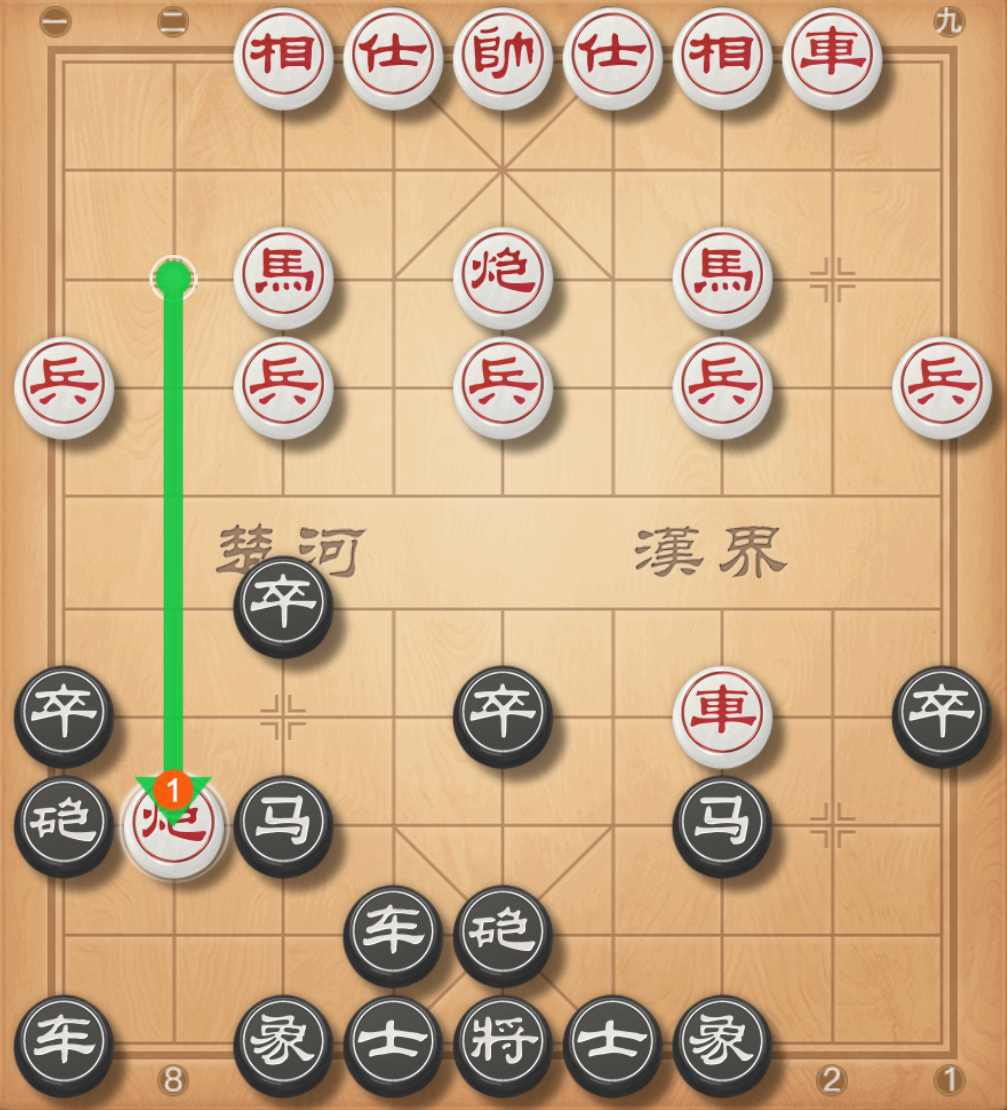 一 二 九
相 仕 帥 仕 相 車
馬 炮 馬
兵 兵 兵 兵 兵
楚 河 漢 界
卒
卒 卒 車 卒
1
砲 炮 马 马
车 砲
车 象 士 将 士 象
8 2 1